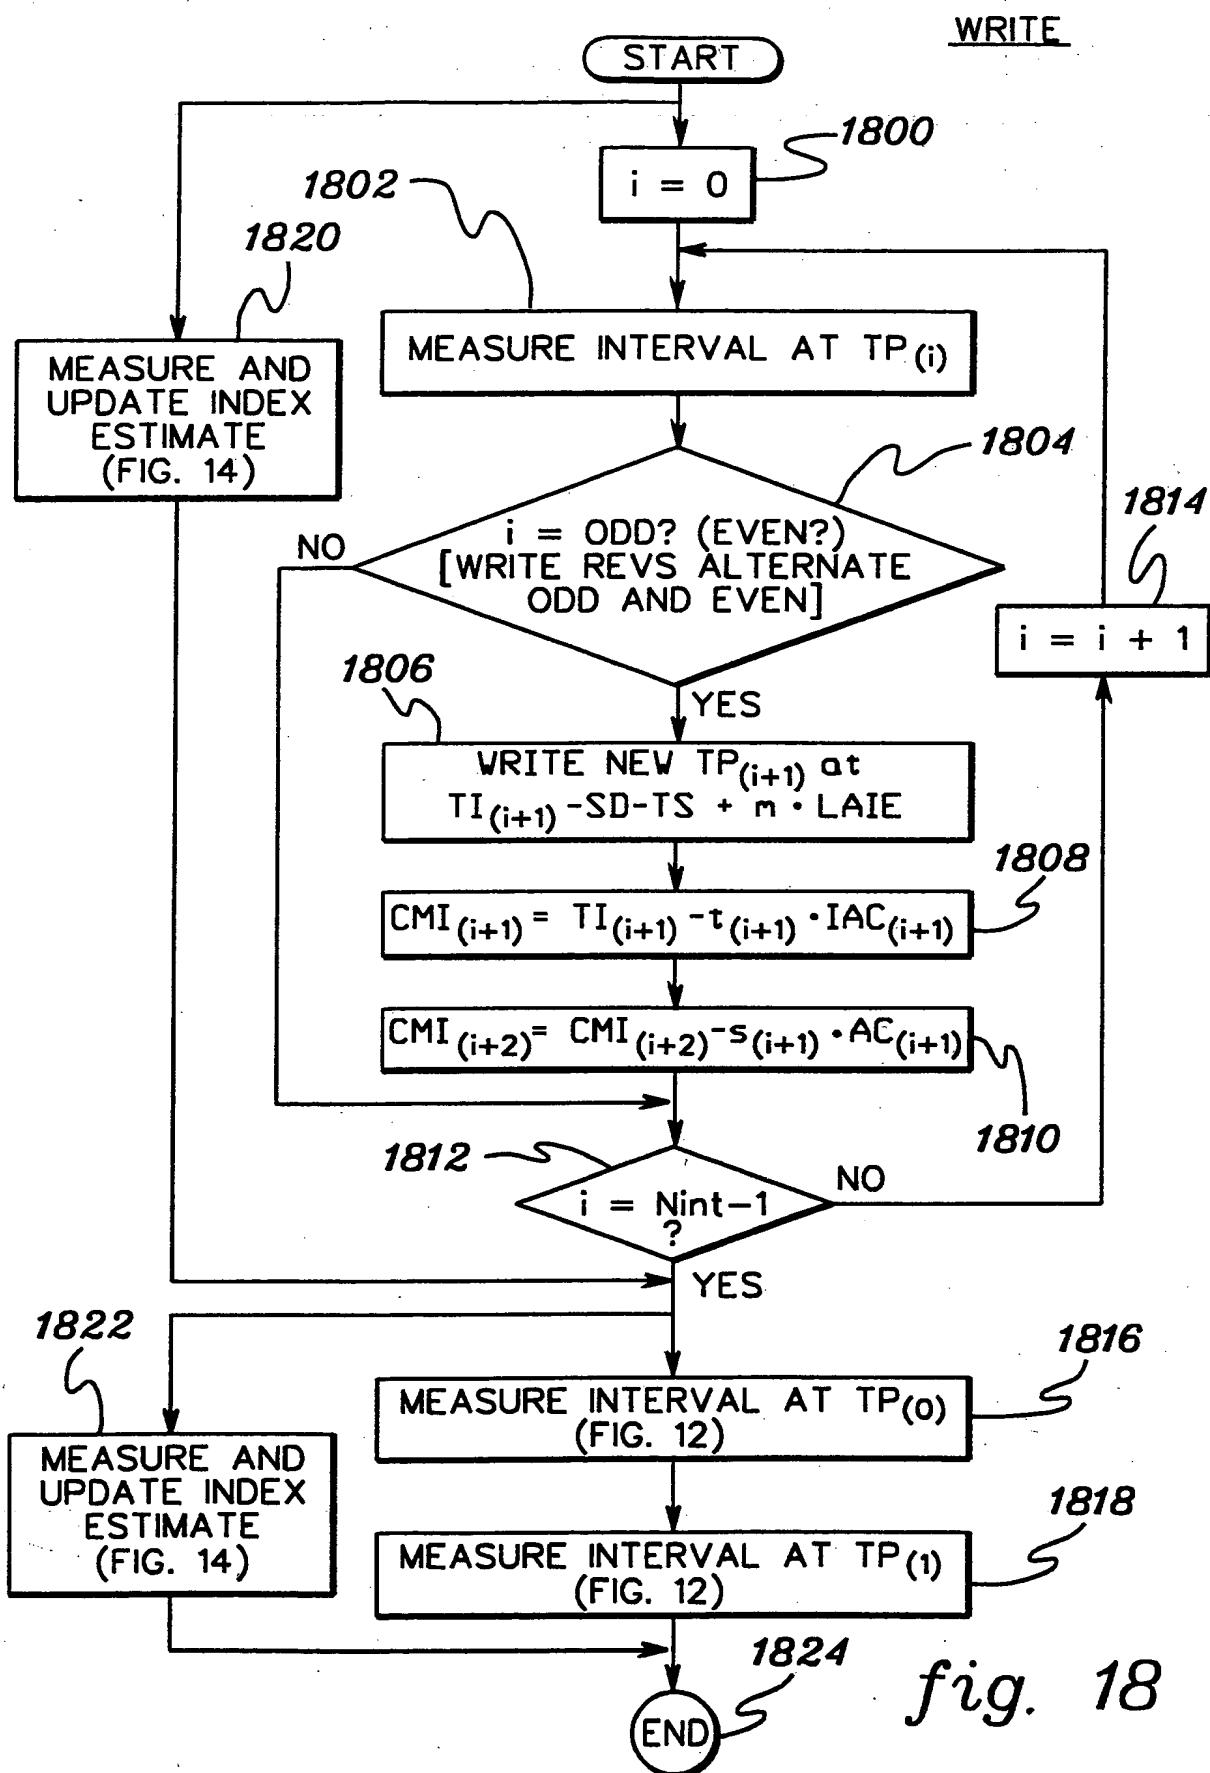 WRITE
START
1800
i = 0
1802
1820
MEASURE INTERVAL AT TP(i)
MEASURE AND
UPDATE INDEX
ESTIMATE
(FIG. 14)
1804
i = ODD? (EVEN?)
[WRITE REVS ALTERNATE
ODD AND EVEN]
NO
1814
i = i + 1
1806
YES
WRITE NEW TP(i+1) at
TI(i+1) -SD-TS + m • LAIE
1808
CMI(i+1) = TI(i+1) -t(i+1) •IAC(i+1)
CMI(i+2)= CMI(i+2)-s(i+1) •AC(i+1)
1810
1812
i = Nint-1
?
NO
YES
1822
1816
MEASURE INTERVAL AT TP(0)
(FIG. 12)
MEASURE AND
UPDATE INDEX
ESTIMATE
(FIG. 14)
1818
MEASURE INTERVAL AT TP(1)
(FIG. 12)
1824
END
fig. 18